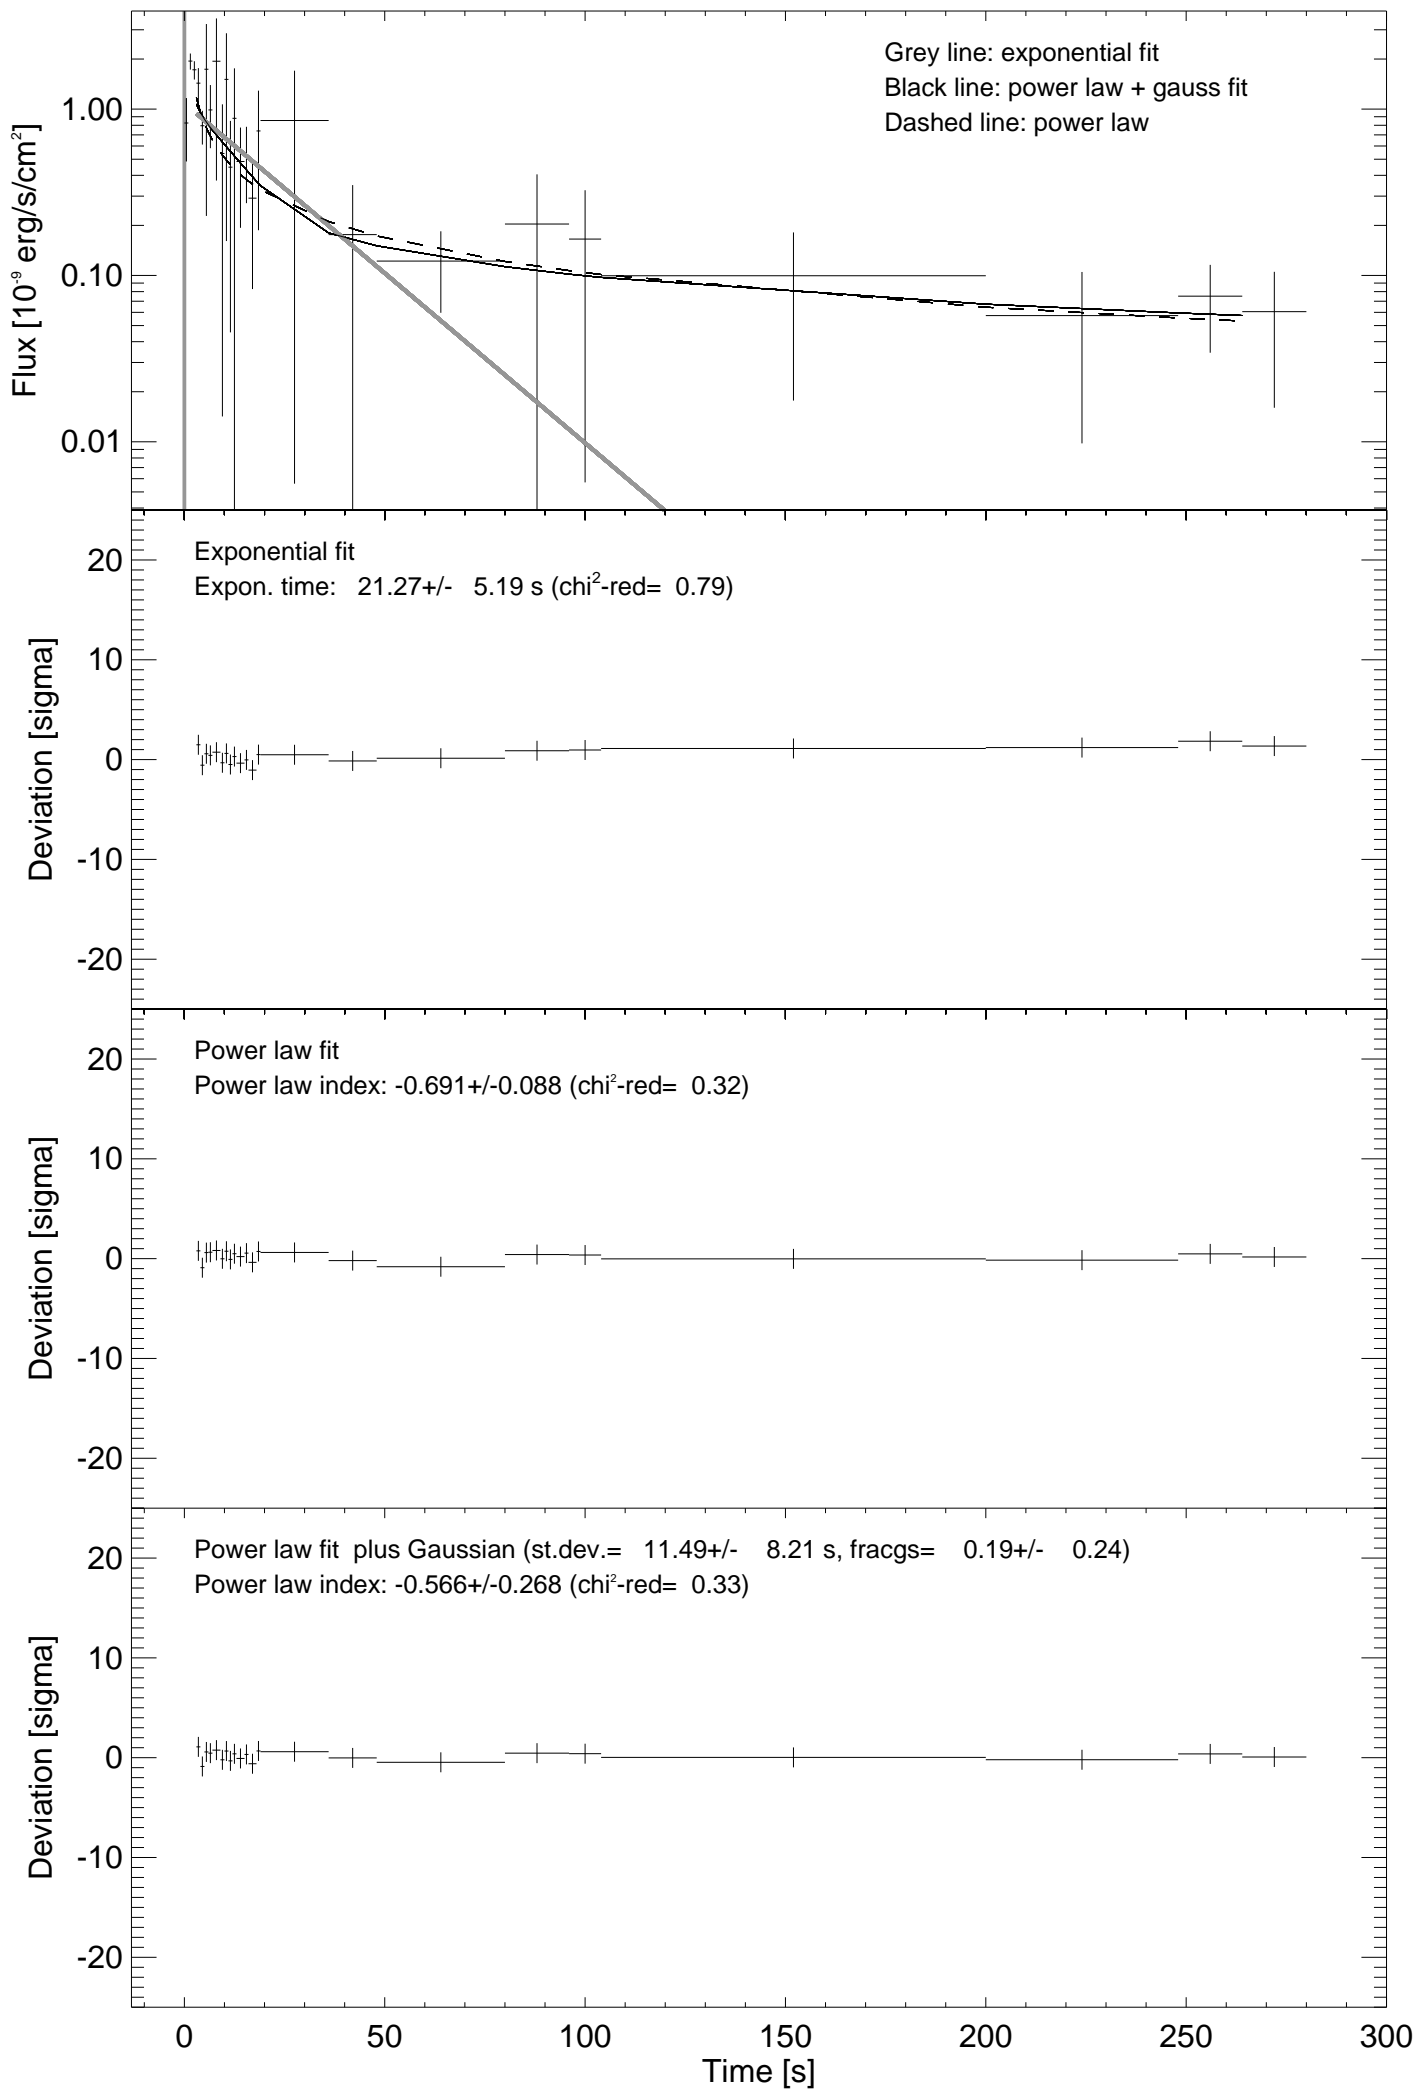 Grey line: exponential fit
Black line: power law + gauss fit
Dashed line: power law
1.00
0.10
0.01
Flux [10⁻⁹ erg/s/cm²]
Exponential fit
Expon. time: 21.27+/- 5.19 s (chi²-red= 0.79)
20
10
0
-10
-20
Deviation [sigma]
Power law fit
Power law index: -0.691+/-0.088 (chi²-red= 0.32)
20
10
0
-10
-20
Deviation [sigma]
Power law fit plus Gaussian (st.dev.= 11.49+/- 8.21 s, fracgs= 0.19+/- 0.24)
Power law index: -0.566+/-0.268 (chi²-red= 0.33)
20
10
0
-10
-20
Deviation [sigma]
0 50 100 150 200 250 300
Time [s]